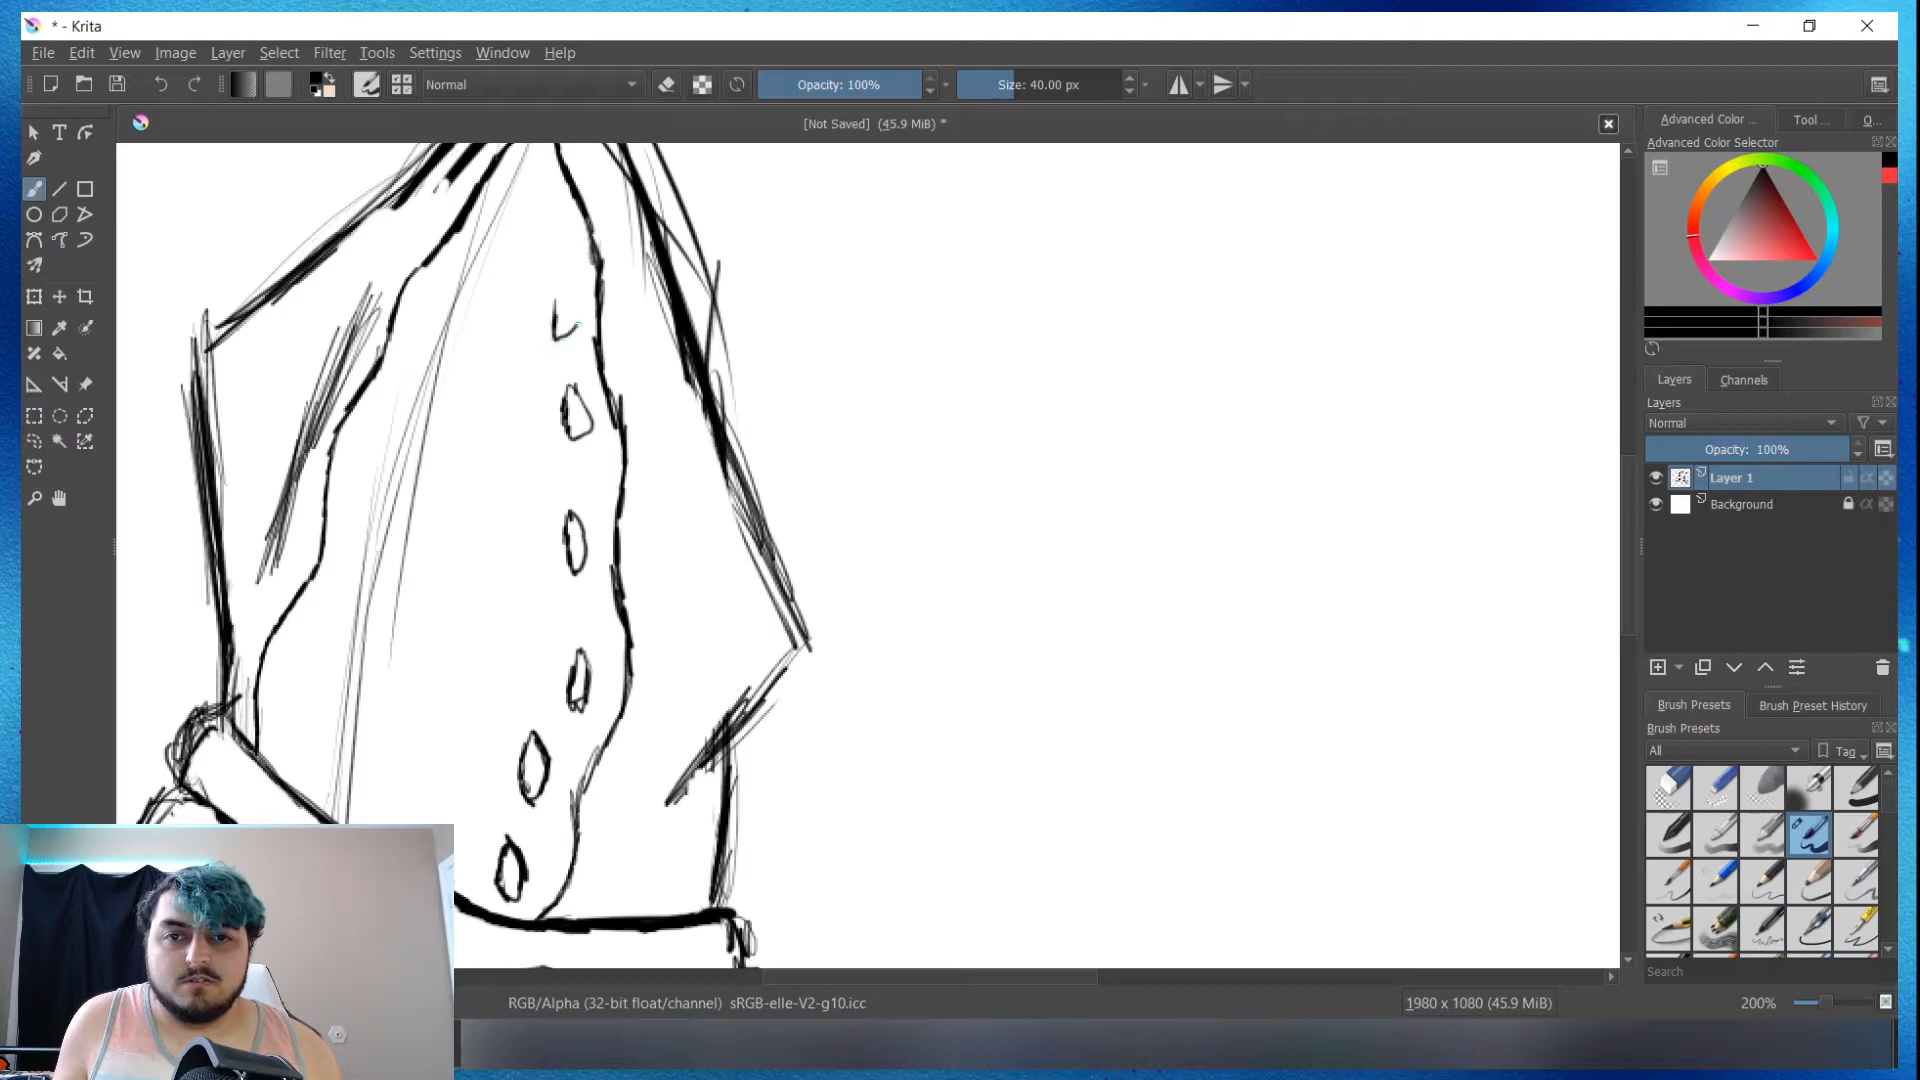 * - Krita
File Edit View Image Layer Select Filter Tools Settings Window Help
Normal Opacity: 100% Size: 40.00 px
[Not Saved] (45.9 MiB) *
Advanced Color ... Tool ... O...
Advanced Color Selector
Layers Channels
Layers
Normal
Opacity: 100%
Layer 1
Background
Brush Presets Brush Preset History
Brush Presets
All Tag
Search
RGB/Alpha (32-bit float/channel) sRGB-elle-V2-g10.icc 1980 x 1080 (45.9 MiB) 200%